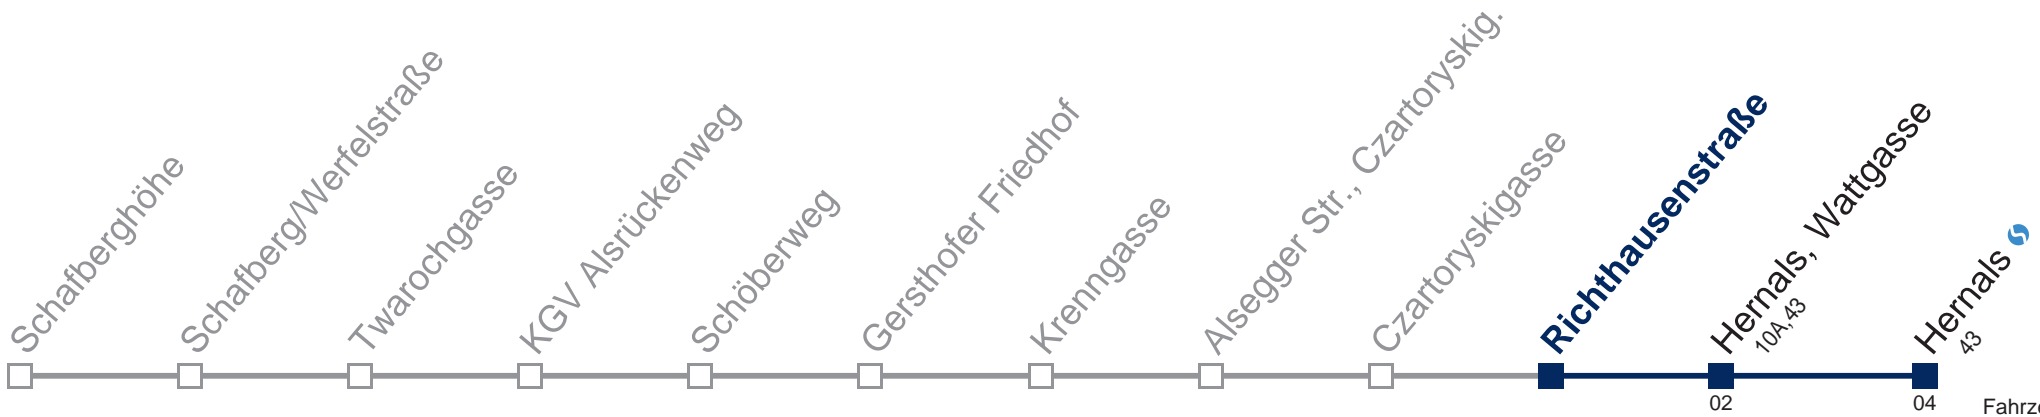 Schafberghöhe
Schafberg/Werfelstraße
Twarochgasse
KGV Alsrückenweg
Schöberweg
Gersthofer Friedhof
Krenngasse
Alsegger Str., Czartoryskig.
Czartoryskigasse
Richthausenstraße
Hernals, Wattgasse
10A,43
Hernals
43
02
04